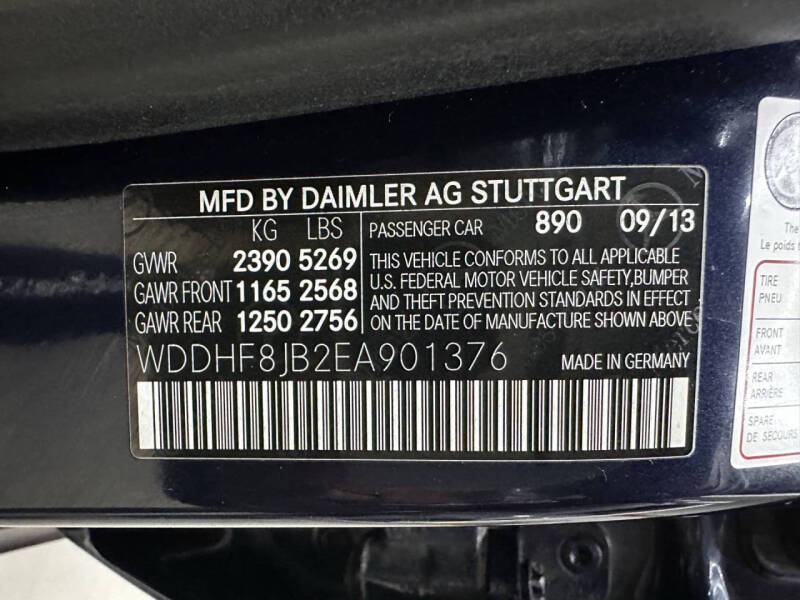 MFD BY DAIMLER AG STUTTGART
KG LBS
GVWR 2390 5269
GAWR FRONT 1165 2568
GAWR REAR 1250 2756
PASSENGER CAR 890 09/13
THIS VEHICLE CONFORMS TO ALL APPLICABLE
U.S. FEDERAL MOTOR VEHICLE SAFETY,BUMPER
AND THEFT PREVENTION STANDARDS IN EFFECT
ON THE DATE OF MANUFACTURE SHOWN ABOVE
WDDHF8JB2EA901376
MADE IN GERMANY
The
Le poids t
TIRE
PNEU
FRONT
AVANT
REAR
ARRIÈRE
SPARE
DE SECOURS